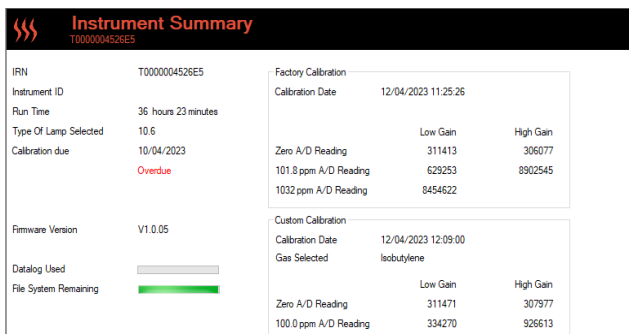 Instrument Summary
T0000004526E5
IRN T0000004526E5
Instrument ID
Run Time 36 hours 23 minutes
Type Of Lamp Selected 10.6
Calibration due 10/04/2023
Overdue
Firmware Version V1.0.05
Datalog Used
File System Remaining
Factory Calibration
Calibration Date 12/04/2023 11:25:26
Low Gain High Gain
Zero A/D Reading 311413 306077
101.8 ppm A/D Reading 629253 8902545
1032 ppm A/D Reading 8454622
Custom Calibration
Calibration Date 12/04/2023 12:09:00
Gas Selected Isobutylene
Low Gain High Gain
Zero A/D Reading 311471 307977
100.0 ppm A/D Reading 334270 926613